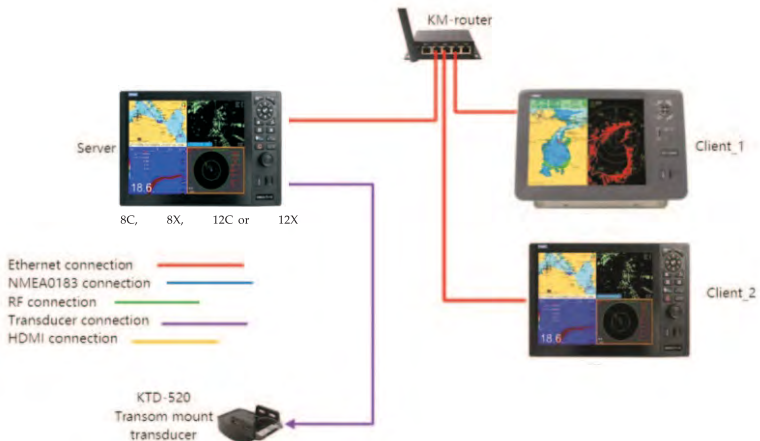 KM-router
Server
Client_1
18.6
8C, 8X, 12C or 12X
Ethernet connection
NMEA0183 connection
RF connection
Transducer connection
HDMI connection
Client_2
18.6
KTD-520
Transom mount
transducer